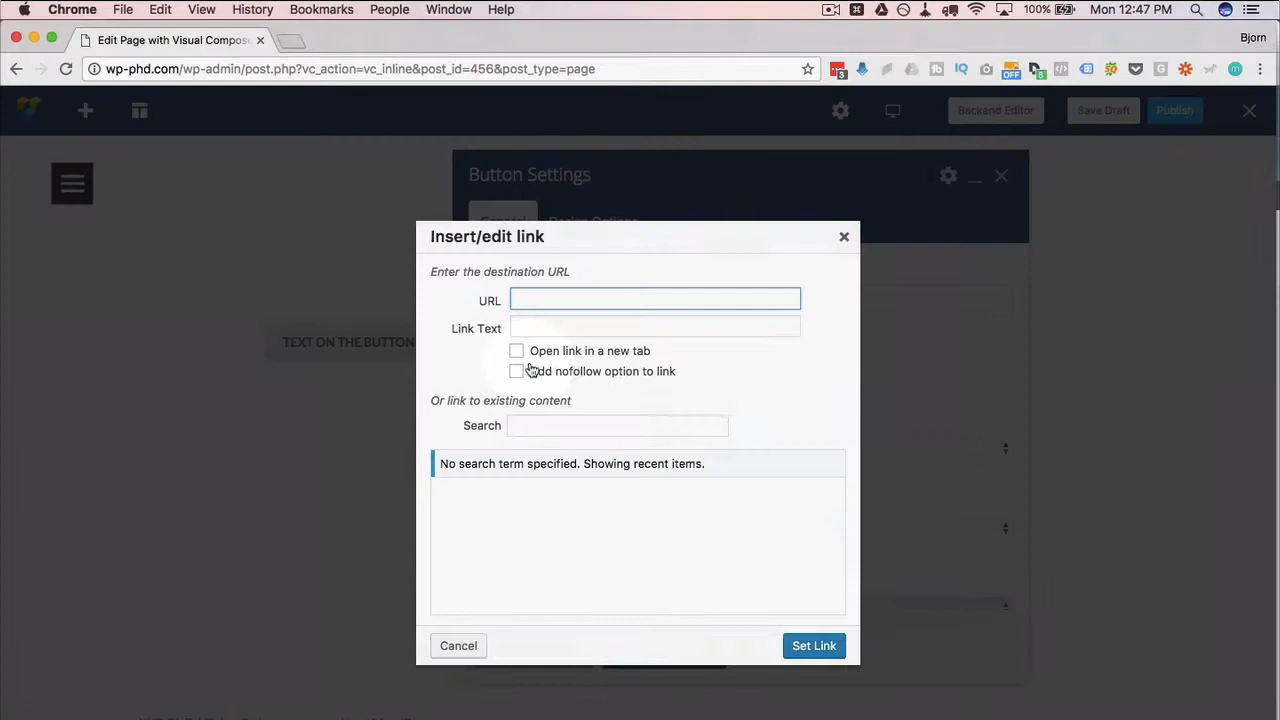 Chrome File Edit View History Bookmarks People Window Help 100% Mon 12:47 PM
Edit Page with Visual Compos Bjorn
wp-phd.com/wp-admin/post.php?vc_action=vc_inline&post_id=456&post_type=page
Backand Editor Save Draft Publish
Button Settings
General Design Options
Insert/edit link
Enter the destination URL
URL
Link Text
TEXT ON THE BUTTON
Open link in a new tab
Add nofollow option to link
Or link to existing content
Search
No search term specified. Showing recent items.
Cancel Set Link